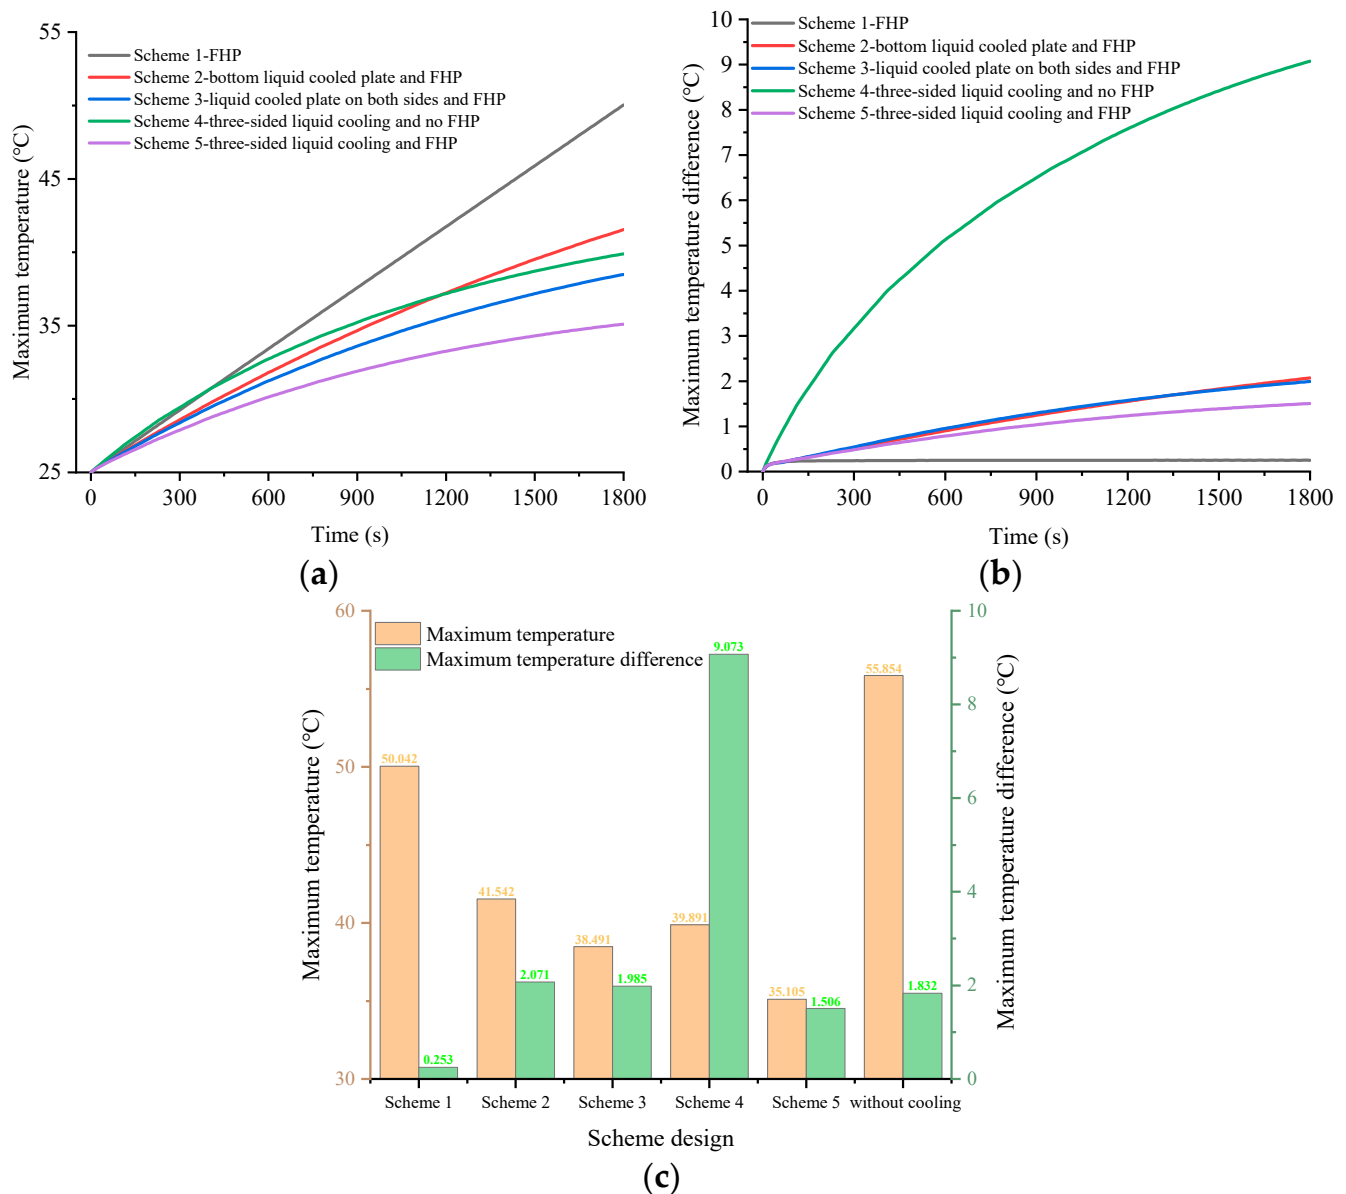 Scheme 1-FHP
Scheme 2-bottom liquid cooled plate and FHP
Scheme 3-liquid cooled plate on both sides and FHP
Scheme 4-three-sided liquid cooling and no FHP
Scheme 5-three-sided liquid cooling and FHP
Maximum temperature (℃)
55
45
35
25
0 300 600 900 1200 1500 1800
Time (s)
(a)
Scheme 1-FHP
Scheme 2-bottom liquid cooled plate and FHP
Scheme 3-liquid cooled plate on both sides and FHP
Scheme 4-three-sided liquid cooling and no FHP
Scheme 5-three-sided liquid cooling and FHP
Maximum temperature difference (℃)
10
9
8
7
6
5
4
3
2
1
0
0 300 600 900 1200 1500 1800
Time (s)
(b)
Maximum temperature
Maximum temperature difference
Maximum temperature (℃)
60
50
40
30
50.042
0.253
41.542
2.071
38.491
1.985
39.891
9.073
35.105
1.506
55.854
1.832
10
8
6
4
2
0
Maximum temperature difference (℃)
Scheme 1 Scheme 2 Scheme 3 Scheme 4 Scheme 5 without cooling
Scheme design
(c)